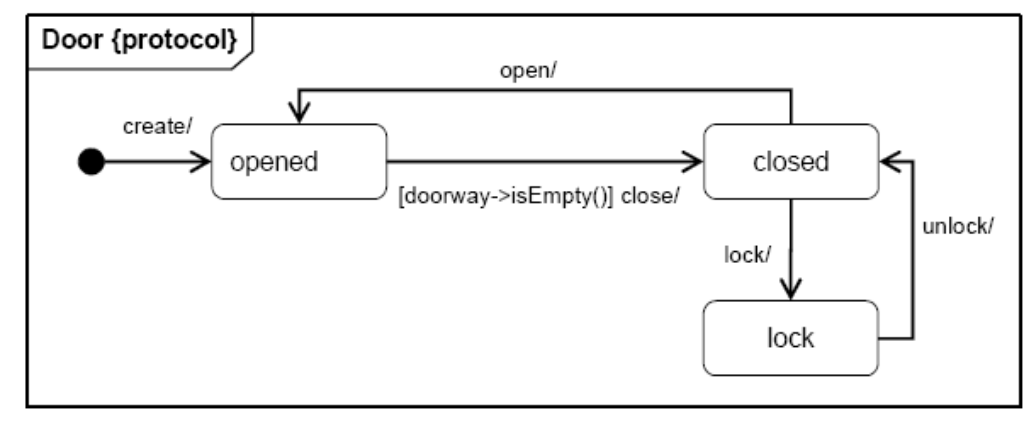 Door {protocol}
open/
create/
opened
closed
[doorway->isEmpty()] close/
unlock/
lock/
lock